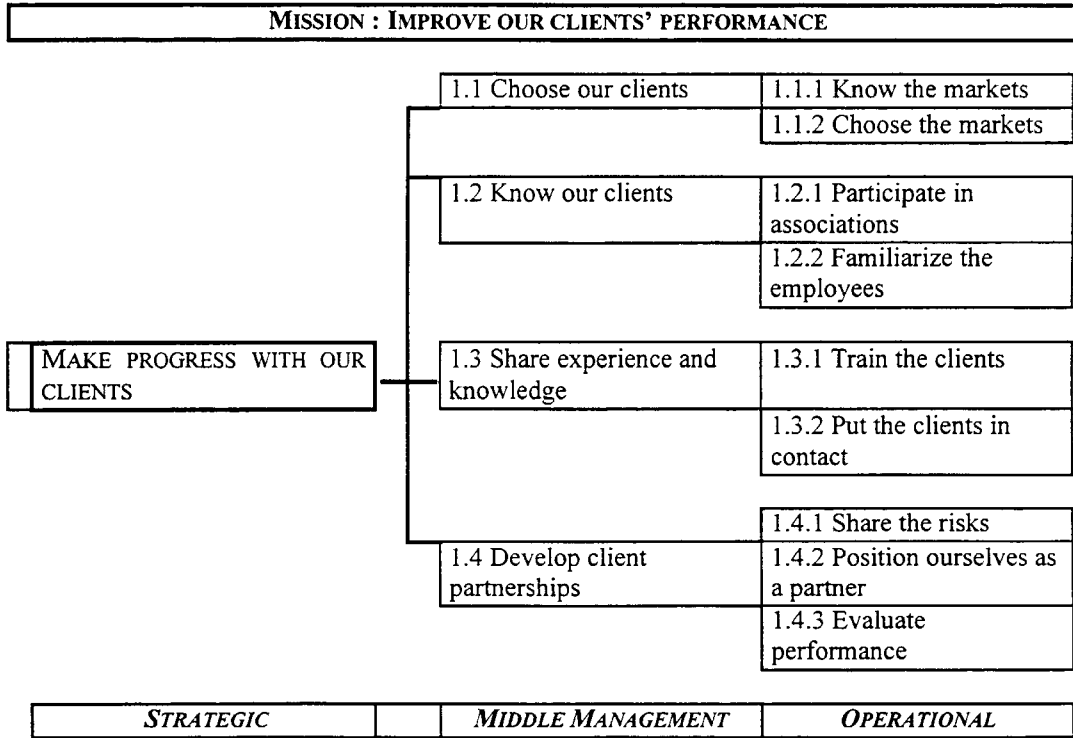 MISSION : IMPROVE OUR CLIENTS' PERFORMANCE
1.1 Choose our clients
1.1.1 Know the markets
1.1.2 Choose the markets
1.2 Know our clients
1.2.1 Participate in
associations
1.2.2 Familiarize the
employees
MAKE PROGRESS WITH OUR
CLIENTS
1.3 Share experience and
knowledge
1.3.1 Train the clients
1.3.2 Put the clients in
contact
1.4 Develop client
partnerships
1.4.1 Share the risks
1.4.2 Position ourselves as
a partner
1.4.3 Evaluate
performance
STRATEGIC
MIDDLE MANAGEMENT
OPERATIONAL